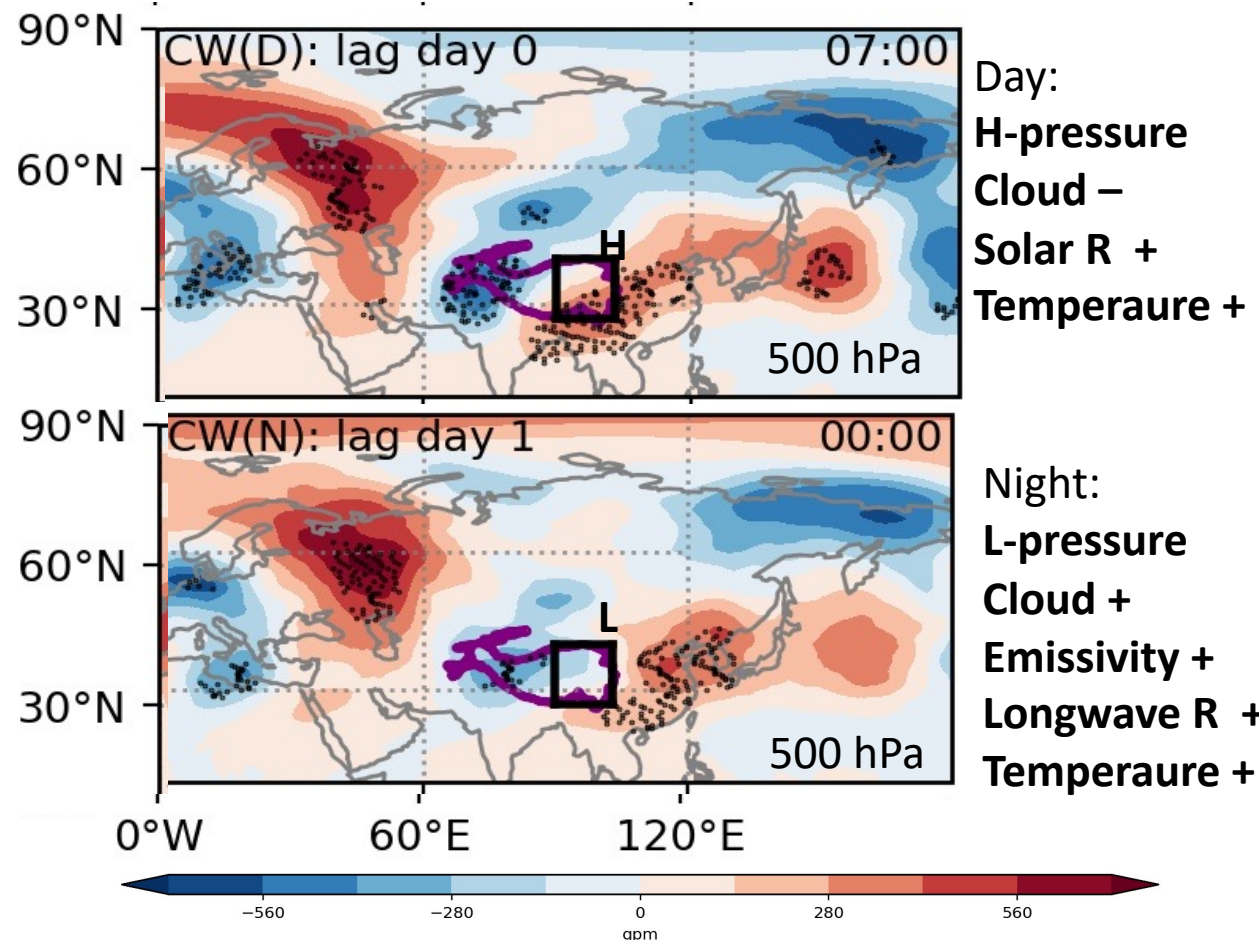 90°N
CW(D): lag day 0
07:00
Day:
H-pressure
60°N
Cloud –
H
Solar R +
30°N
Temperaure +
500 hPa
90°N
CW(N): lag day 1
00:00
Night:
L-pressure
60°N
Cloud +
L
Emissivity +
30°N
Longwave R +
500 hPa
Temperaure +
0°W 60°E 120°E
−560 −280 0 280 560
gpm